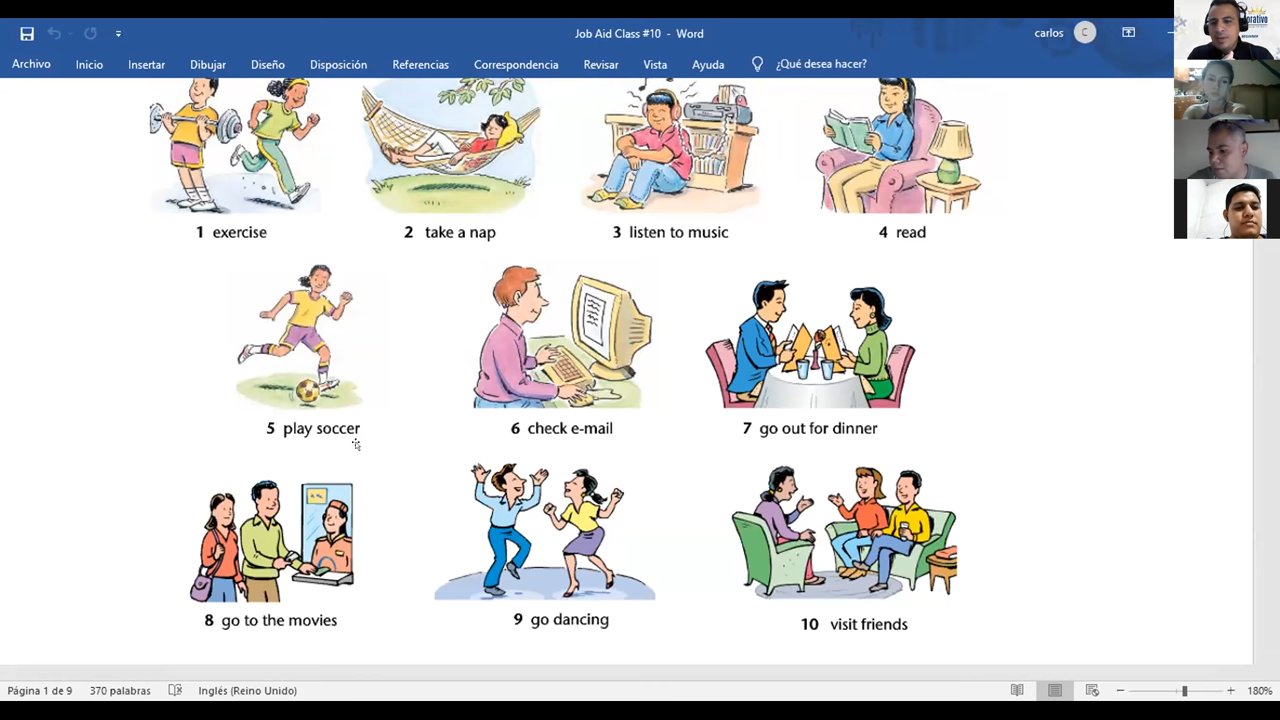 Job Aid Class #10 - Word
carlos
C
Archivo Inicio Insertar Dibujar Diseño Disposición Referencias Correspondencia Revisar Vista Ayuda ¿Qué desea hacer?
1 exercise 2 take a nap 3 listen to music 4 read
5 play soccer 6 check e-mail 7 go out for dinner
8 go to the movies 9 go dancing 10 visit friends
Página 1 de 9 370 palabras Inglés (Reino Unido) 180%